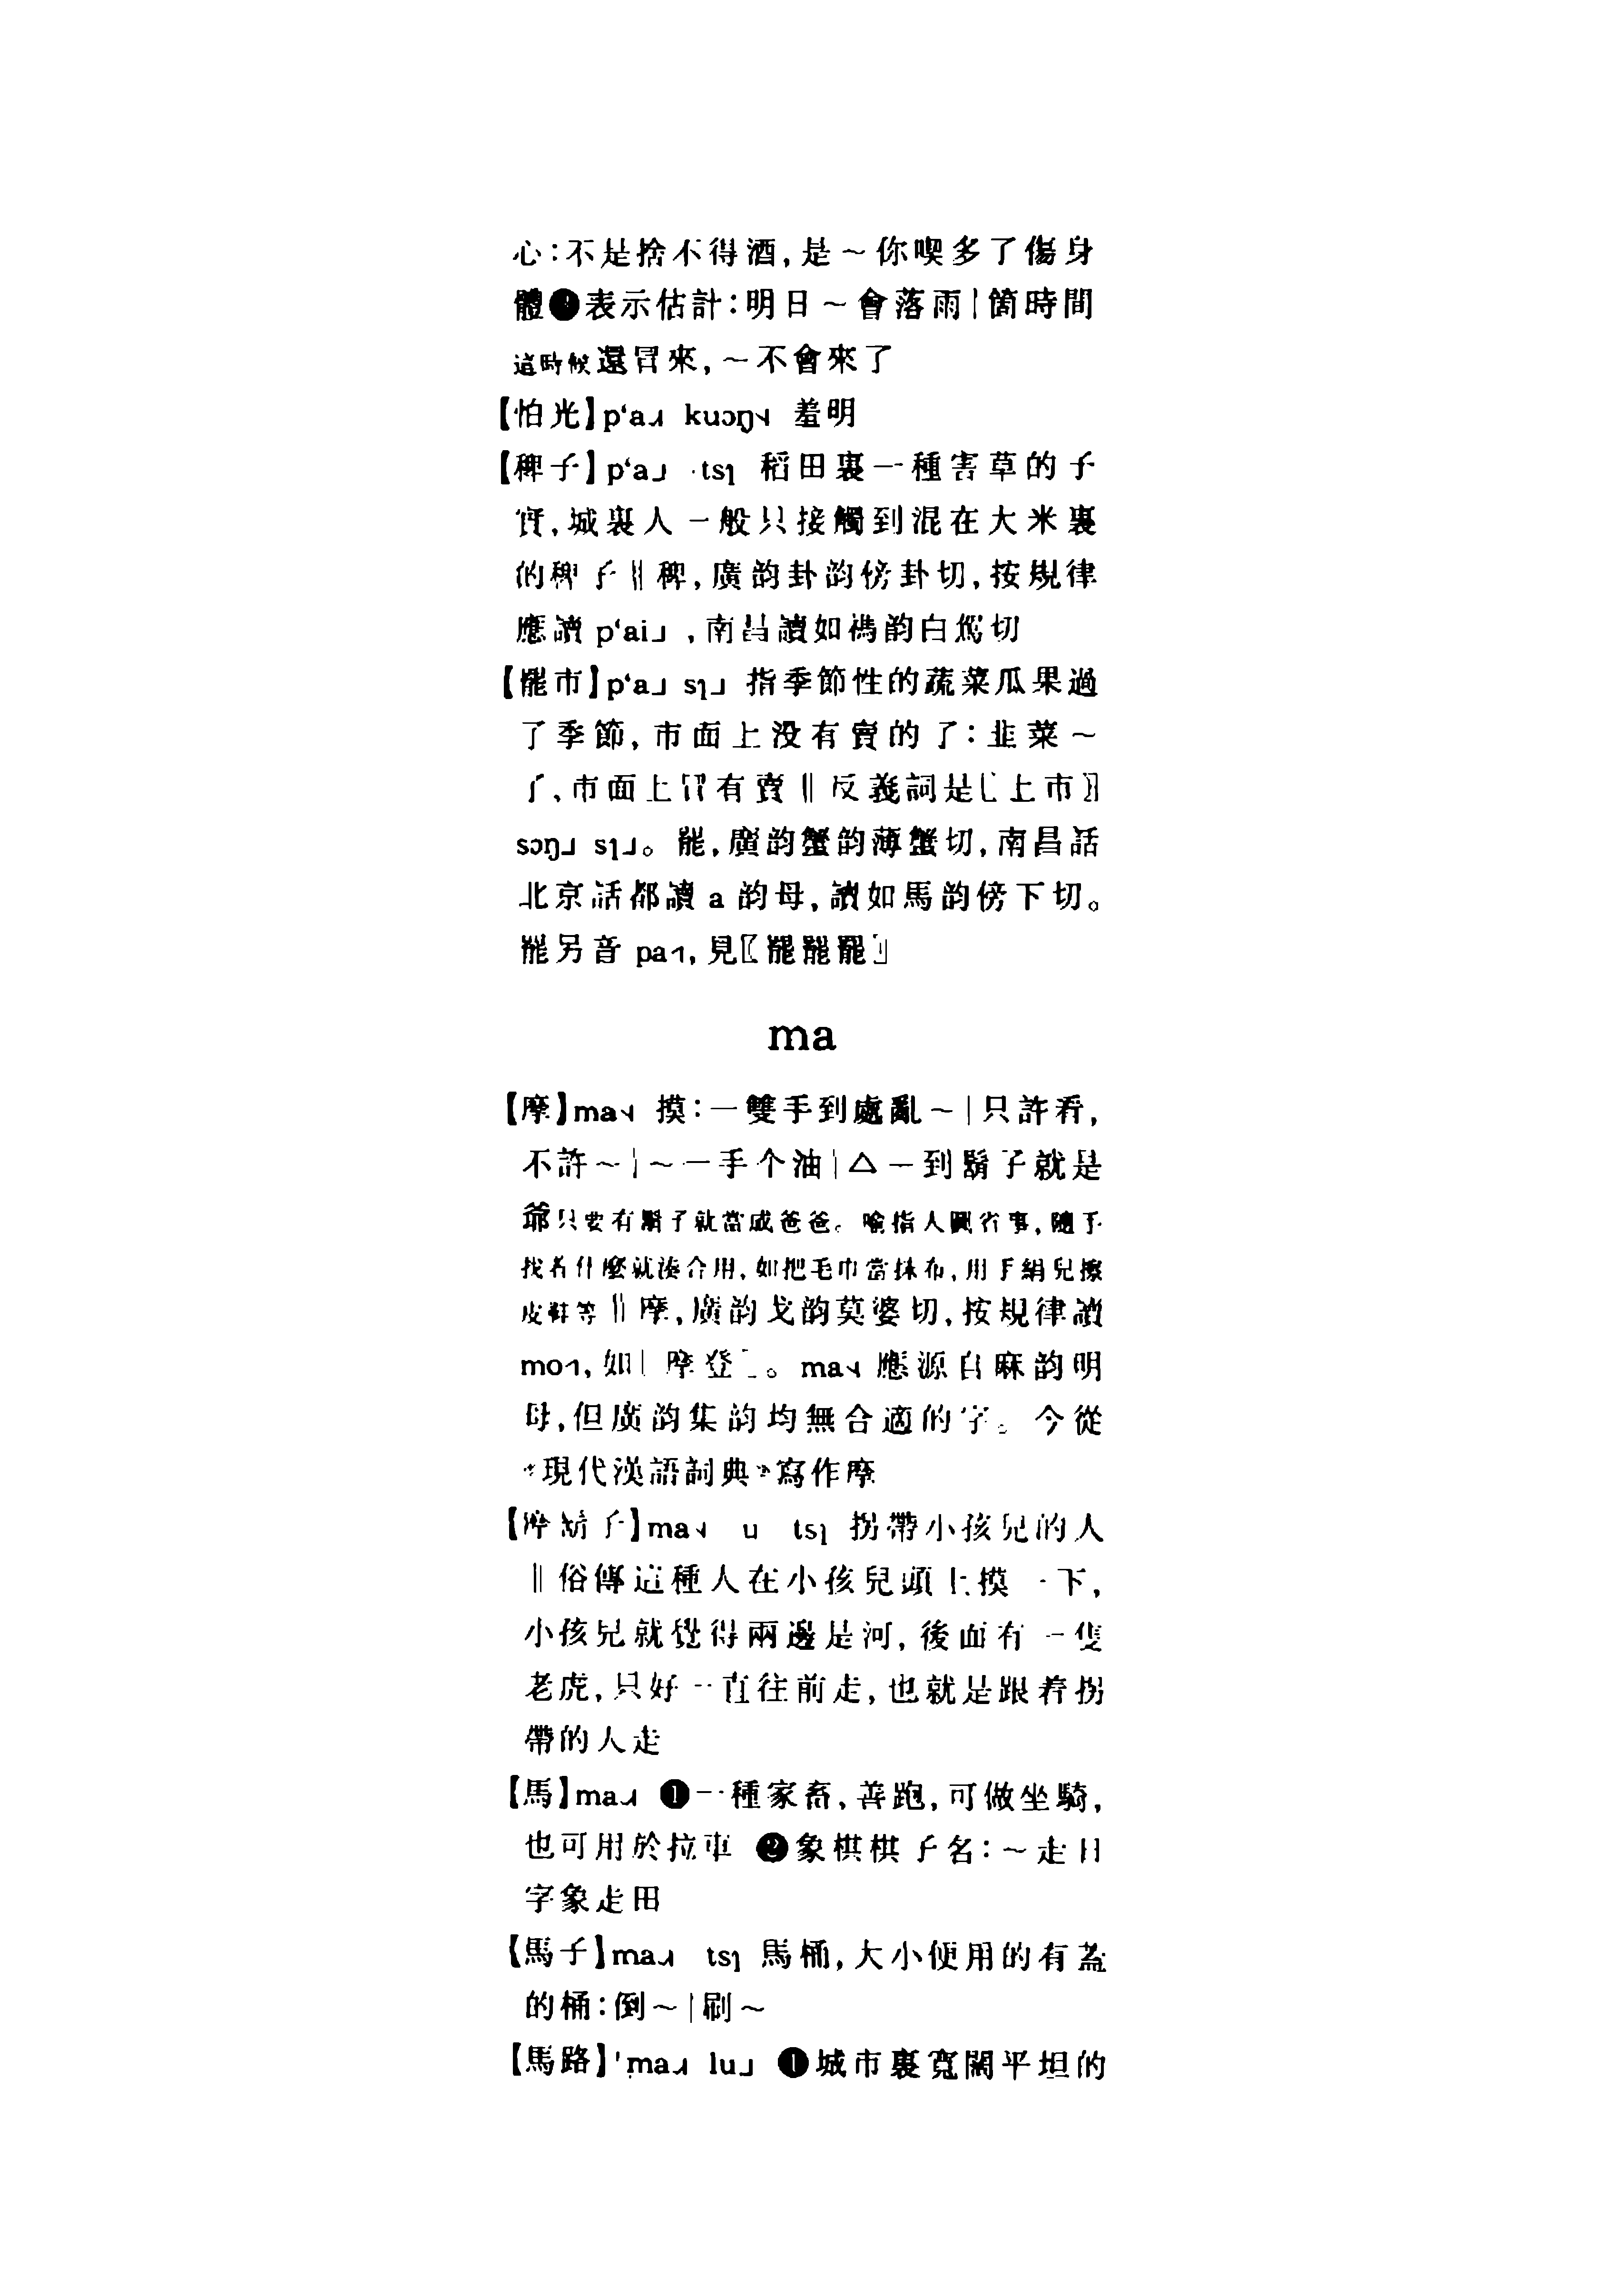 心：不是捨不得酒，是～你喫多了傷身
體❸表示估計：明日～會落雨｜箇時間
這時候還冒來，～不會來了
【怕光】pʻa˨˩˧ kuɔŋ˦˨ 羞明
【稗子】pʻa˨˩ ·tsɿ 稻田裏一種害草的子
實，城裏人一般只接觸到混在大米裏
的稗子‖稗，廣韵卦韵傍卦切，按規律
應讀 pʻai˨˩，南昌讀如禡韵白駕切
【罷市】pʻa˨˩ sɿ˨˩ 指季節性的蔬菜瓜果過
了季節，市面上没有賣的了：韭菜～
了、市面上冒有賣‖反義詞是〖上市〗
sɔŋ˨˩ sɿ˨˩。罷，廣韵蟹韵薄蟹切，南昌話
北京話都讀 a 韵母，讀如馬韵傍下切。
罷另音 pa˦˥，見〖罷罷罷〗
ma
【摩】ma˦˨ 摸：一雙手到處亂～｜只許看，
不許～｜～一手个油｜△一到鬍子就是
爺只要有鬍子就當成爸爸。喻指人圖省事，隨手
找着什麼就湊合用，如把毛巾當抹布，用手絹兒擦
皮鞋等‖摩，廣韵戈韵莫婆切，按規律讀
mo˦˥，如〖摩登〗。ma˦˨ 應源自麻韵明
母，但廣韵集韵均無合適的字。今從
《現代漢語詞典》寫作摩
【摩 子】ma˦˨ u tsɿ 拐帶小孩兒的人
‖俗傳這種人在小孩兒頭上摸一下，
小孩兒就覺得兩邊是河，後面有一隻
老虎，只好一直往前走，也就是跟着拐
帶的人走
【馬】ma˨˩˧ ❶一種家畜，善跑，可做坐騎，
也可用於拉車 ❷象棋棋子名：～走日
字象走田
【馬子】ma˨˩˧ tsɿ 馬桶，大小便用的有蓋
的桶：倒～｜刷～
【馬路】ma˨˩˧ lu˨˩ ❶城市裏寬闊平坦的